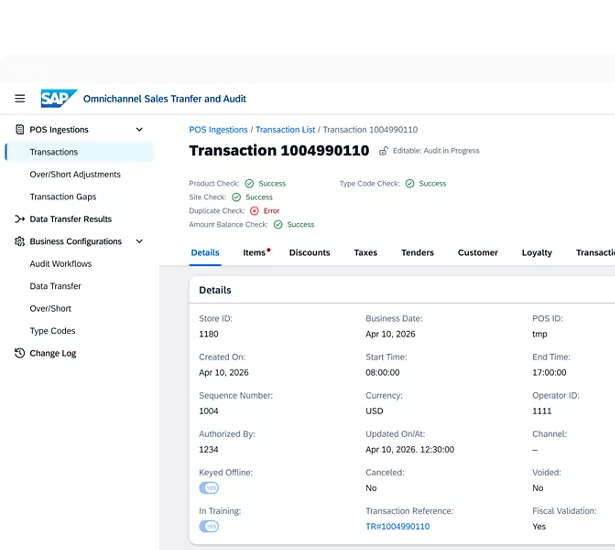 SAP Omnichannel Sales Tranfer and Audit
POS Ingestions
Transactions
Over/Short Adjustments
Transaction Gaps
Data Transfer Results
Business Configurations
Audit Workflows
Data Transfer
Over/Short
Type Codes
Change Log
POS Ingestions / Transaction List / Transaction 1004990110
Transaction 1004990110 Editable: Audit in Progress
Product Check: Success Type Code Check: Success
Site Check: Success
Duplicate Check: Error
Amount Balance Check: Success
Details Items Discounts Taxes Tenders Customer Loyalty Transacti
Details
Store ID: Business Date: POS ID:
1180 Apr 10, 2026 tmp
Created On: Start Time: End Time:
Apr 10, 2026 08:00:00 17:00:00
Sequence Number: Currency: Operator ID:
1004 USD 1111
Authorized By: Updated On/At: Channel:
1234 Apr 10, 2026. 12:30:00 –
Keyed Offline: Canceled: Voided:
YES No No
In Training: Transaction Reference: Fiscal Validation:
YES TR#1004990110 Yes